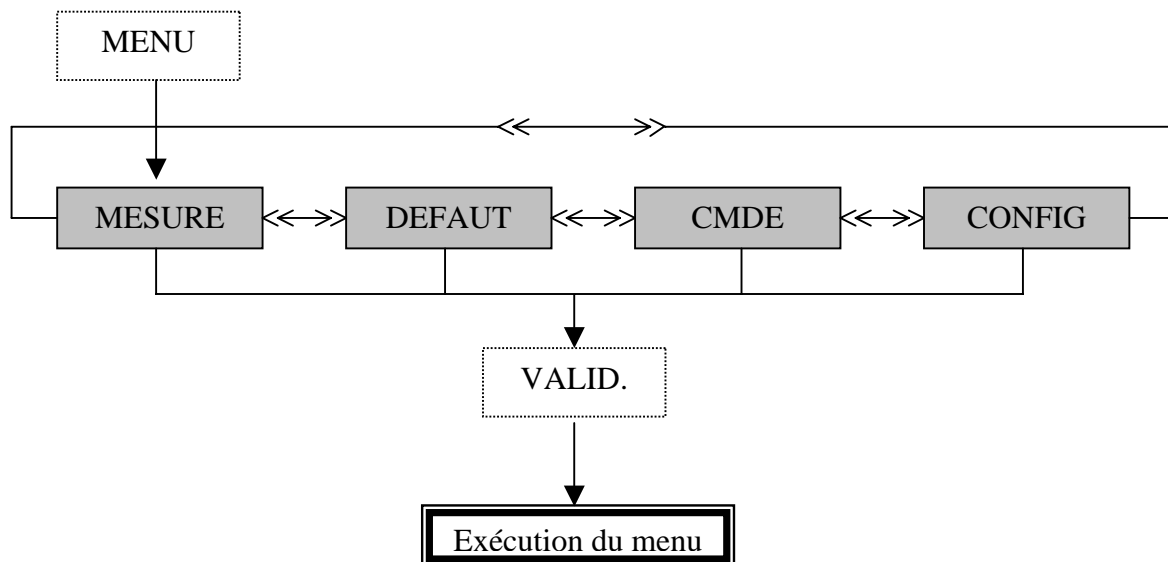 MENU
MESURE
DEFAUT
CMDE
CONFIG
VALID.
Exécution du menu